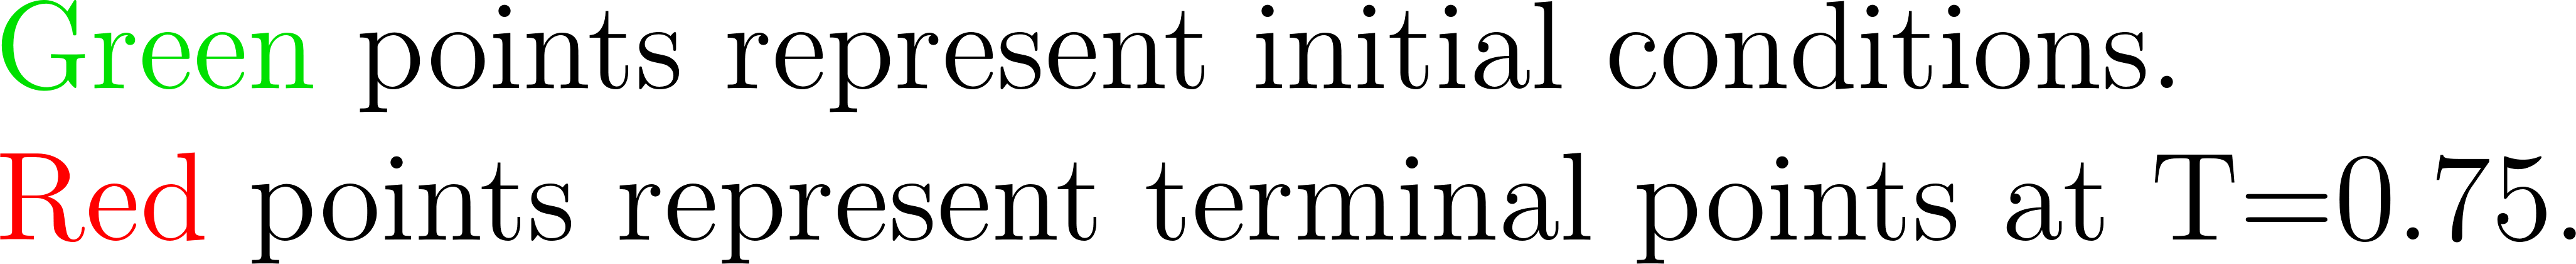 Green points represent initial conditions.
Red points represent terminal points at T=0.75.